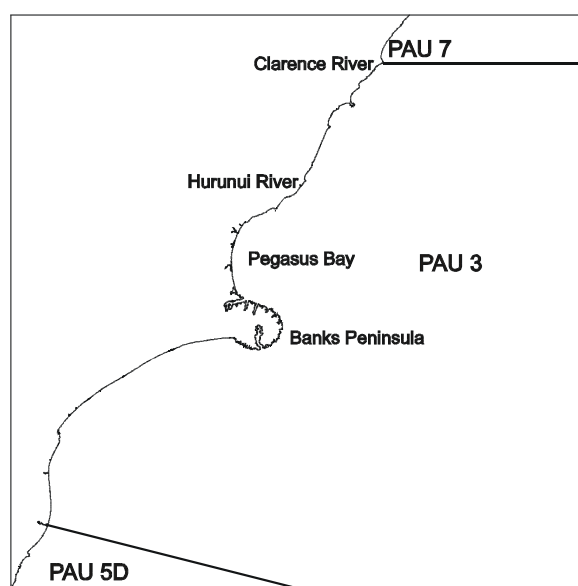 PAU 7
Clarence River
Hurunui River
Pegasus Bay
PAU 3
Banks Peninsula
PAU 5D